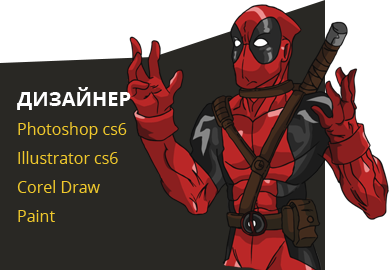 ДИЗАЙНЕР
Photoshop cs6
Illustrator cs6
Corel Draw
Paint